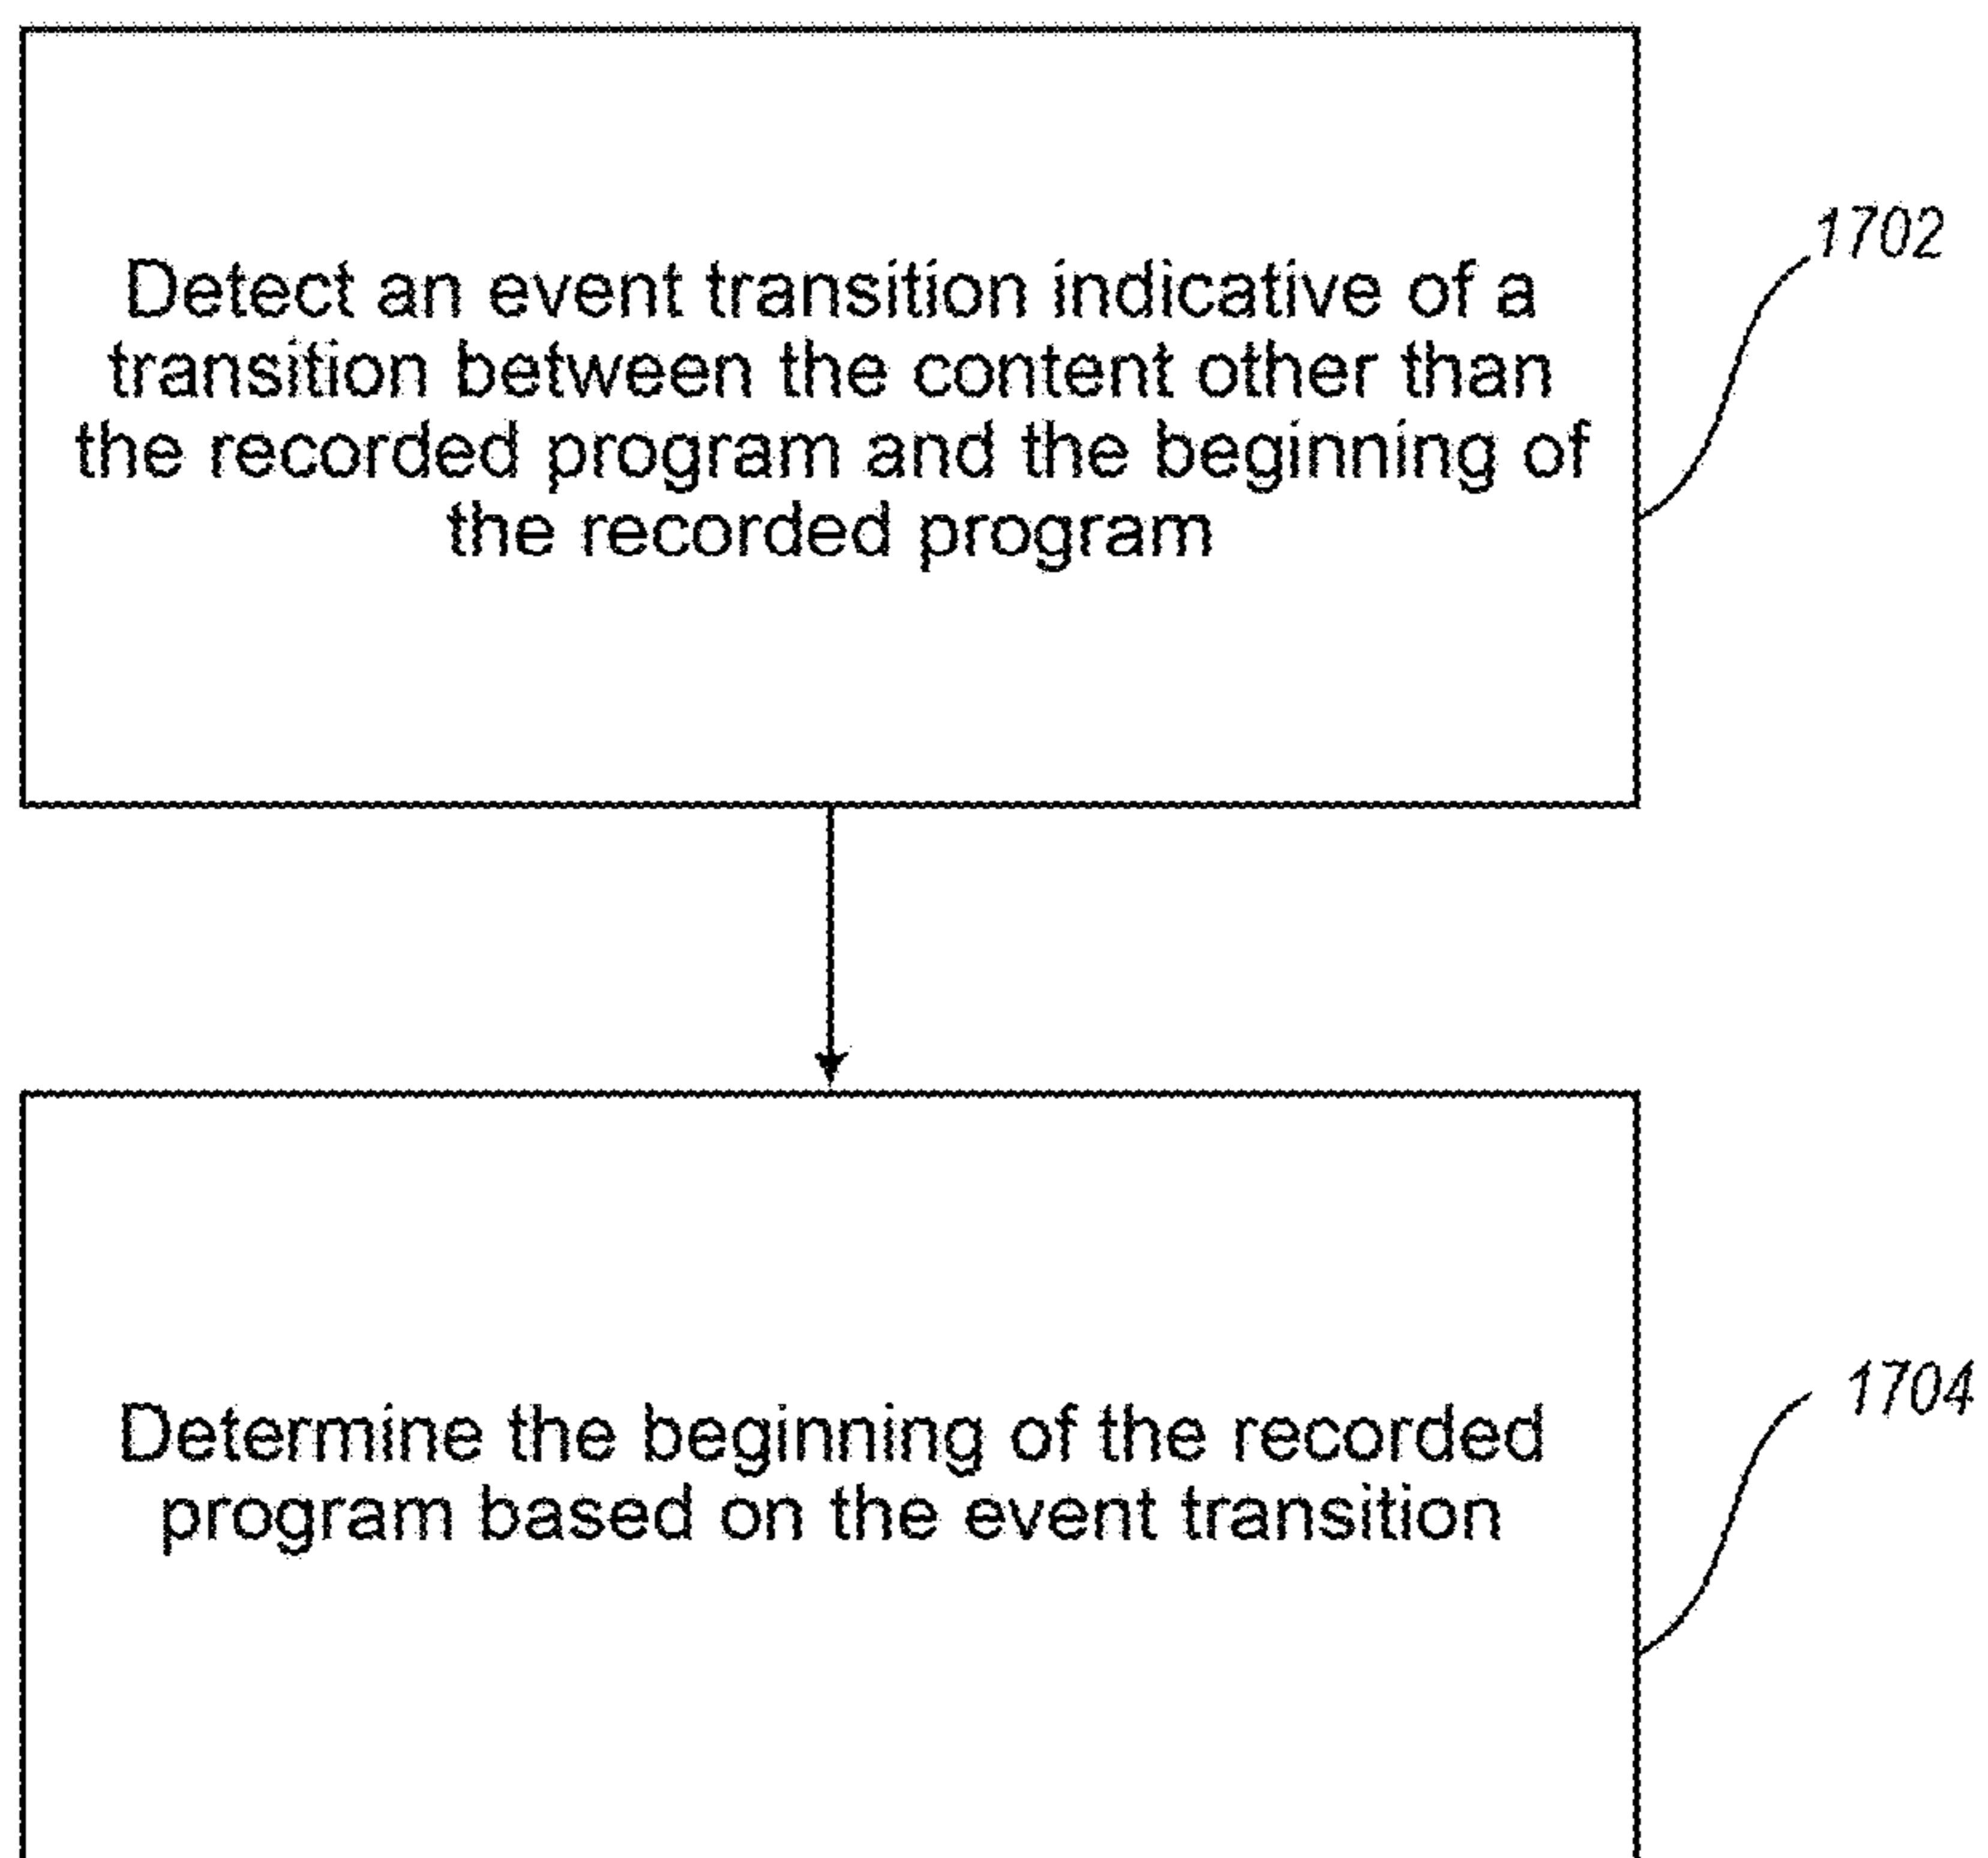 Detect an event transition indicative of a
transition between the content other than
the recorded program and the beginning of
the recorded program
1702
Determine the beginning of the recorded
program based on the event transition
1704